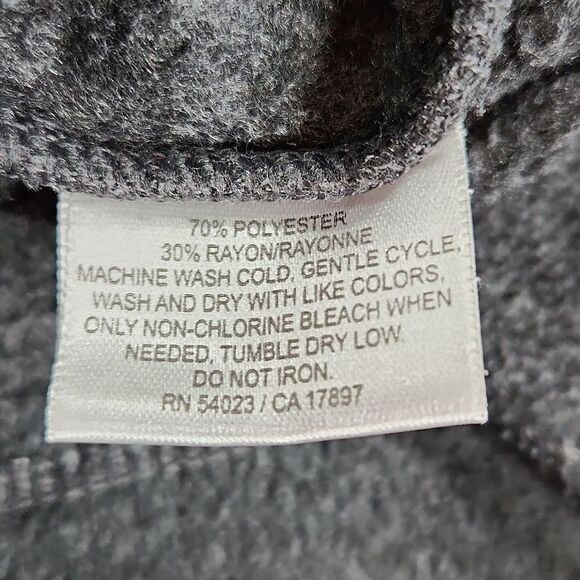 70% POLYESTER
30% RAYON/RAYONNE
MACHINE WASH COLD, GENTLE CYCLE,
WASH AND DRY WITH LIKE COLORS,
ONLY NON-CHLORINE BLEACH WHEN
NEEDED, TUMBLE DRY LOW.
DO NOT IRON.
RN 54023 / CA 17897